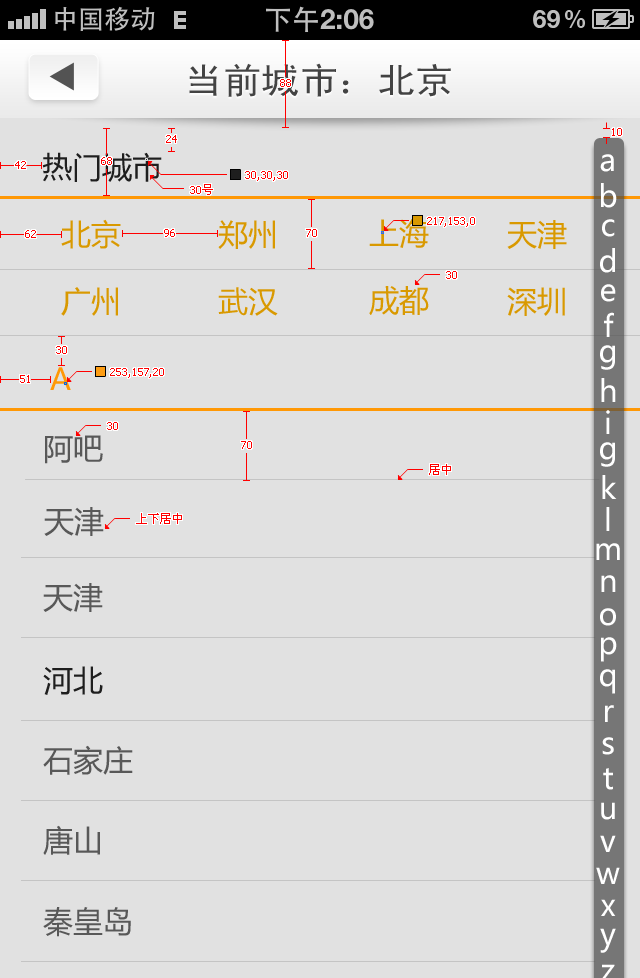 中国移动 E 下午2:06 69%
当前城市：北京
88
10
24
42 68 热门城市 30,30,30
30号
62 北京 96 郑州 70 上海 217,153,0 天津
30
广州 武汉 成都 深圳
30
51 A 253,157,20
30
阿吧 70 居中
天津 上下居中
天津
河北
石家庄
唐山
秦皇岛
a
b
c
d
e
f
g
h
i
g
k
l
m
n
o
p
q
r
s
t
u
v
w
x
y
z